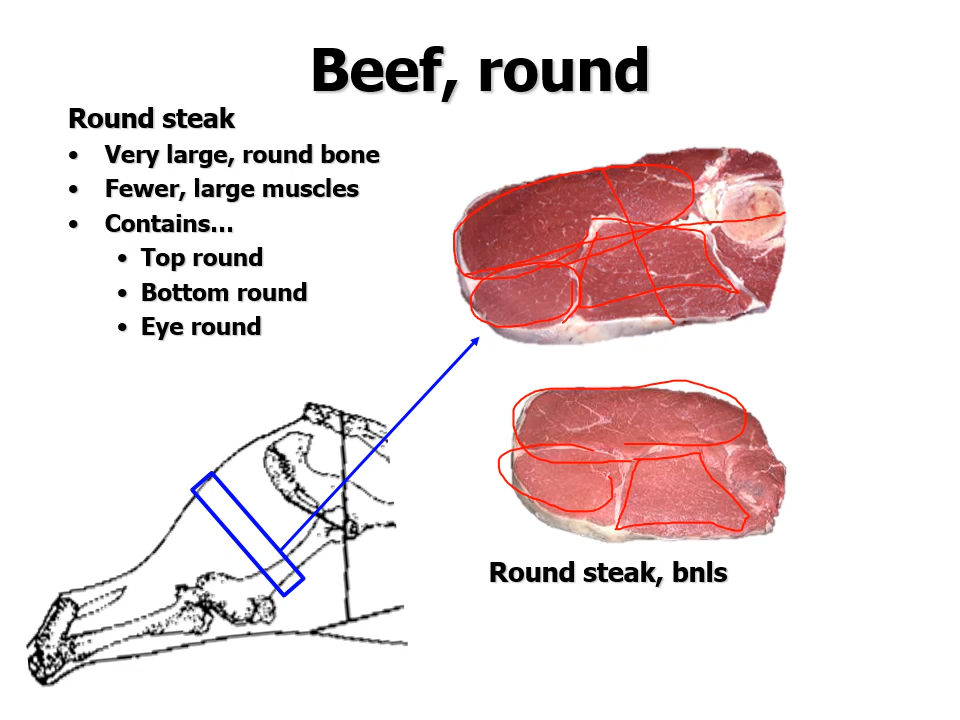 Beef, round
Round steak
• Very large, round bone
• Fewer, large muscles
• Contains…
• Top round
• Bottom round
• Eye round
Round steak, bnls